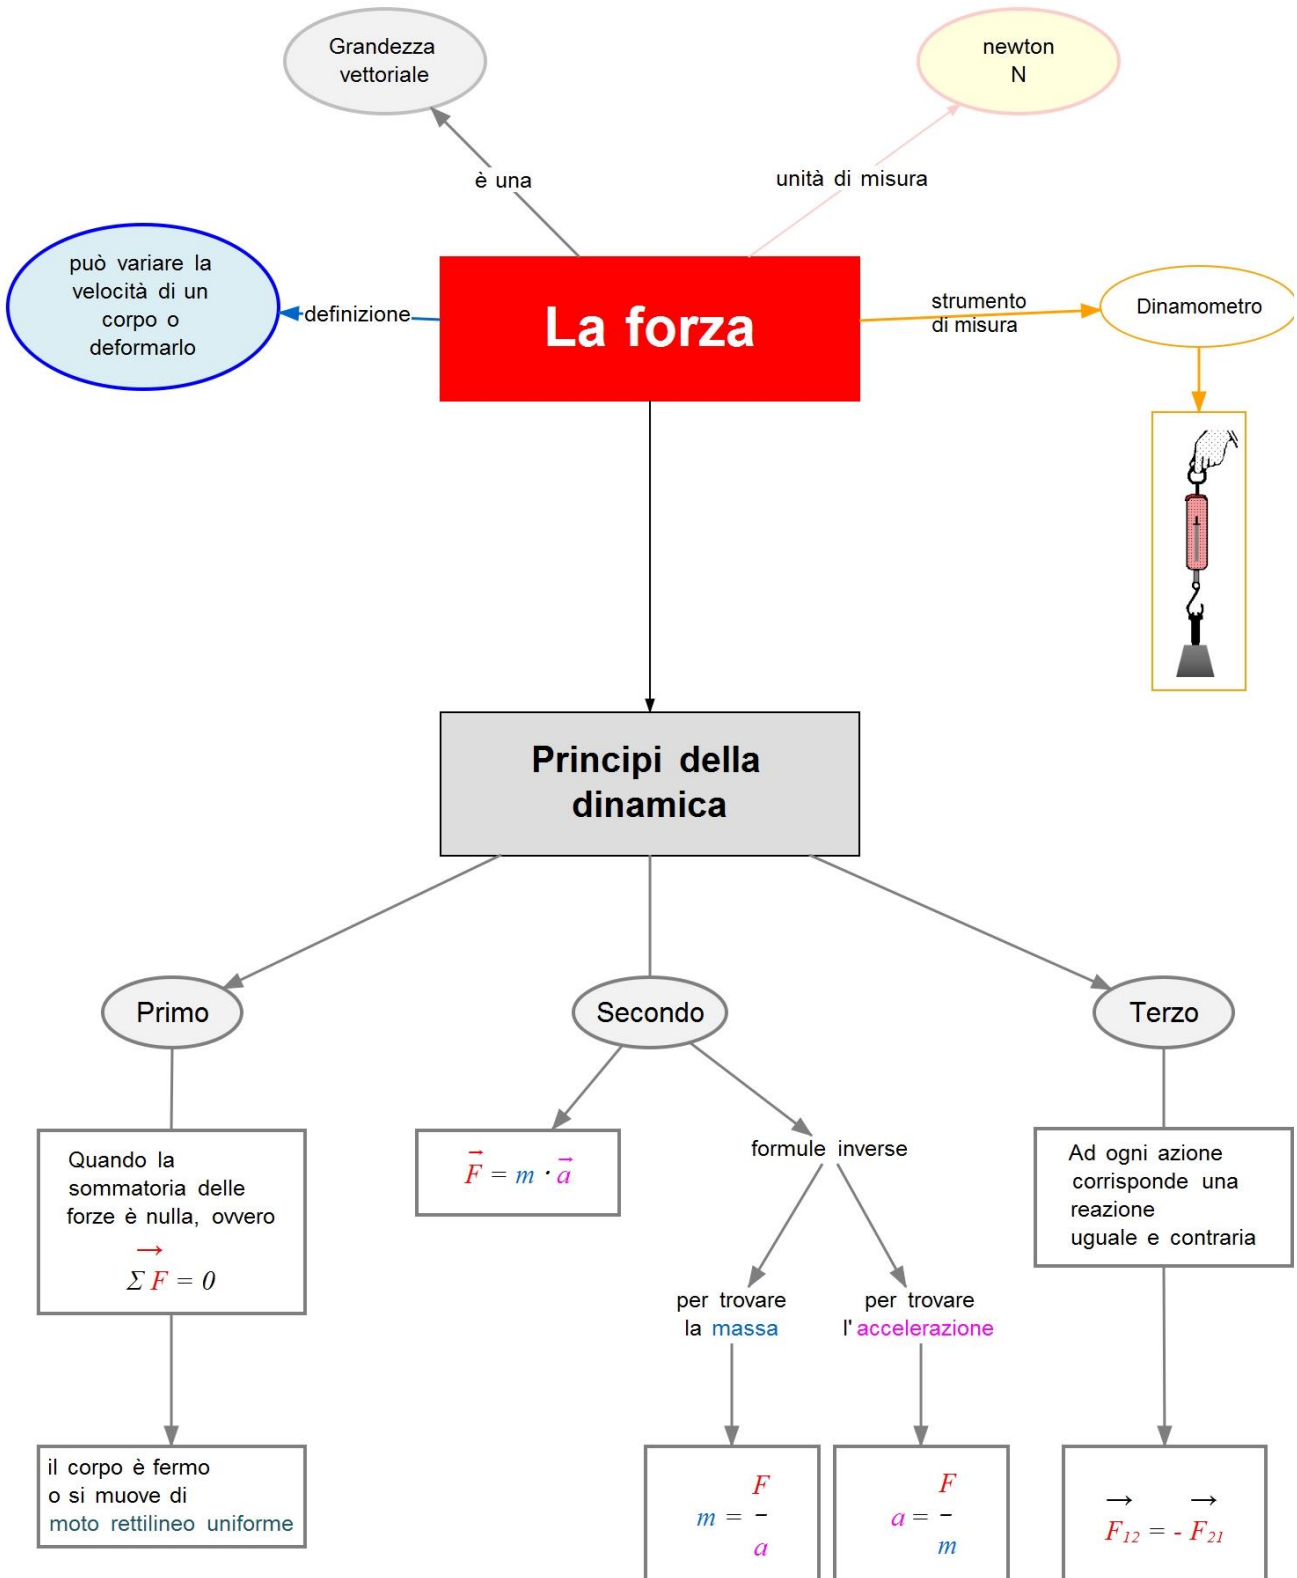 Grandezza
vettoriale
newton
N
è una
unità di misura
può variare la
velocità di un
corpo o
deformarlo
definizione
La forza
strumento
di misura
Dinamometro
Principi della
dinamica
Primo
Secondo
Terzo
Quando la
sommatoria delle
forze è nulla, ovvero
Σ F⃗ = 0
il corpo è fermo
o si muove di
moto rettilineo uniforme
F⃗ = m · a⃗
formule inverse
per trovare
la massa
m = F / a
per trovare
l'accelerazione
a = F / m
Ad ogni azione
corrisponde una
reazione
uguale e contraria
F⃗₁₂ = - F⃗₂₁